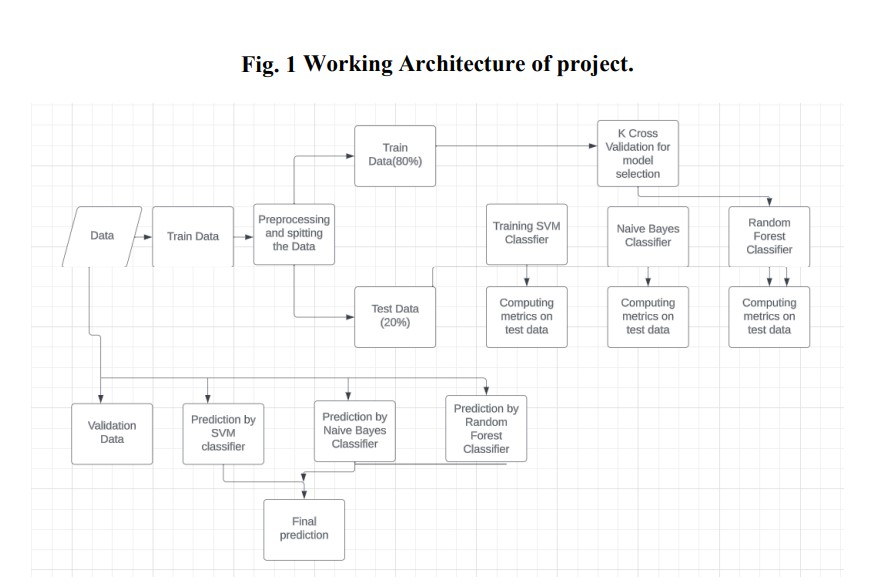 Fig. 1 Working Architecture of project.
Train
Data(80%)
K Cross
Validation for
model
selection
Data
Train Data
Preprocessing
and spitting
the Data
Training SVM
Classfier
Naive Bayes
Classifier
Random
Forest
Classifier
Test Data
(20%)
Computing
metrics on
test data
Computing
metrics on
test data
Computing
metrics on
test data
Validation
Data
Prediction by
SVM
classifier
Prediction by
Naive Bayes
Classifier
Prediction by
Random
Forest
Classifier
Final
prediction